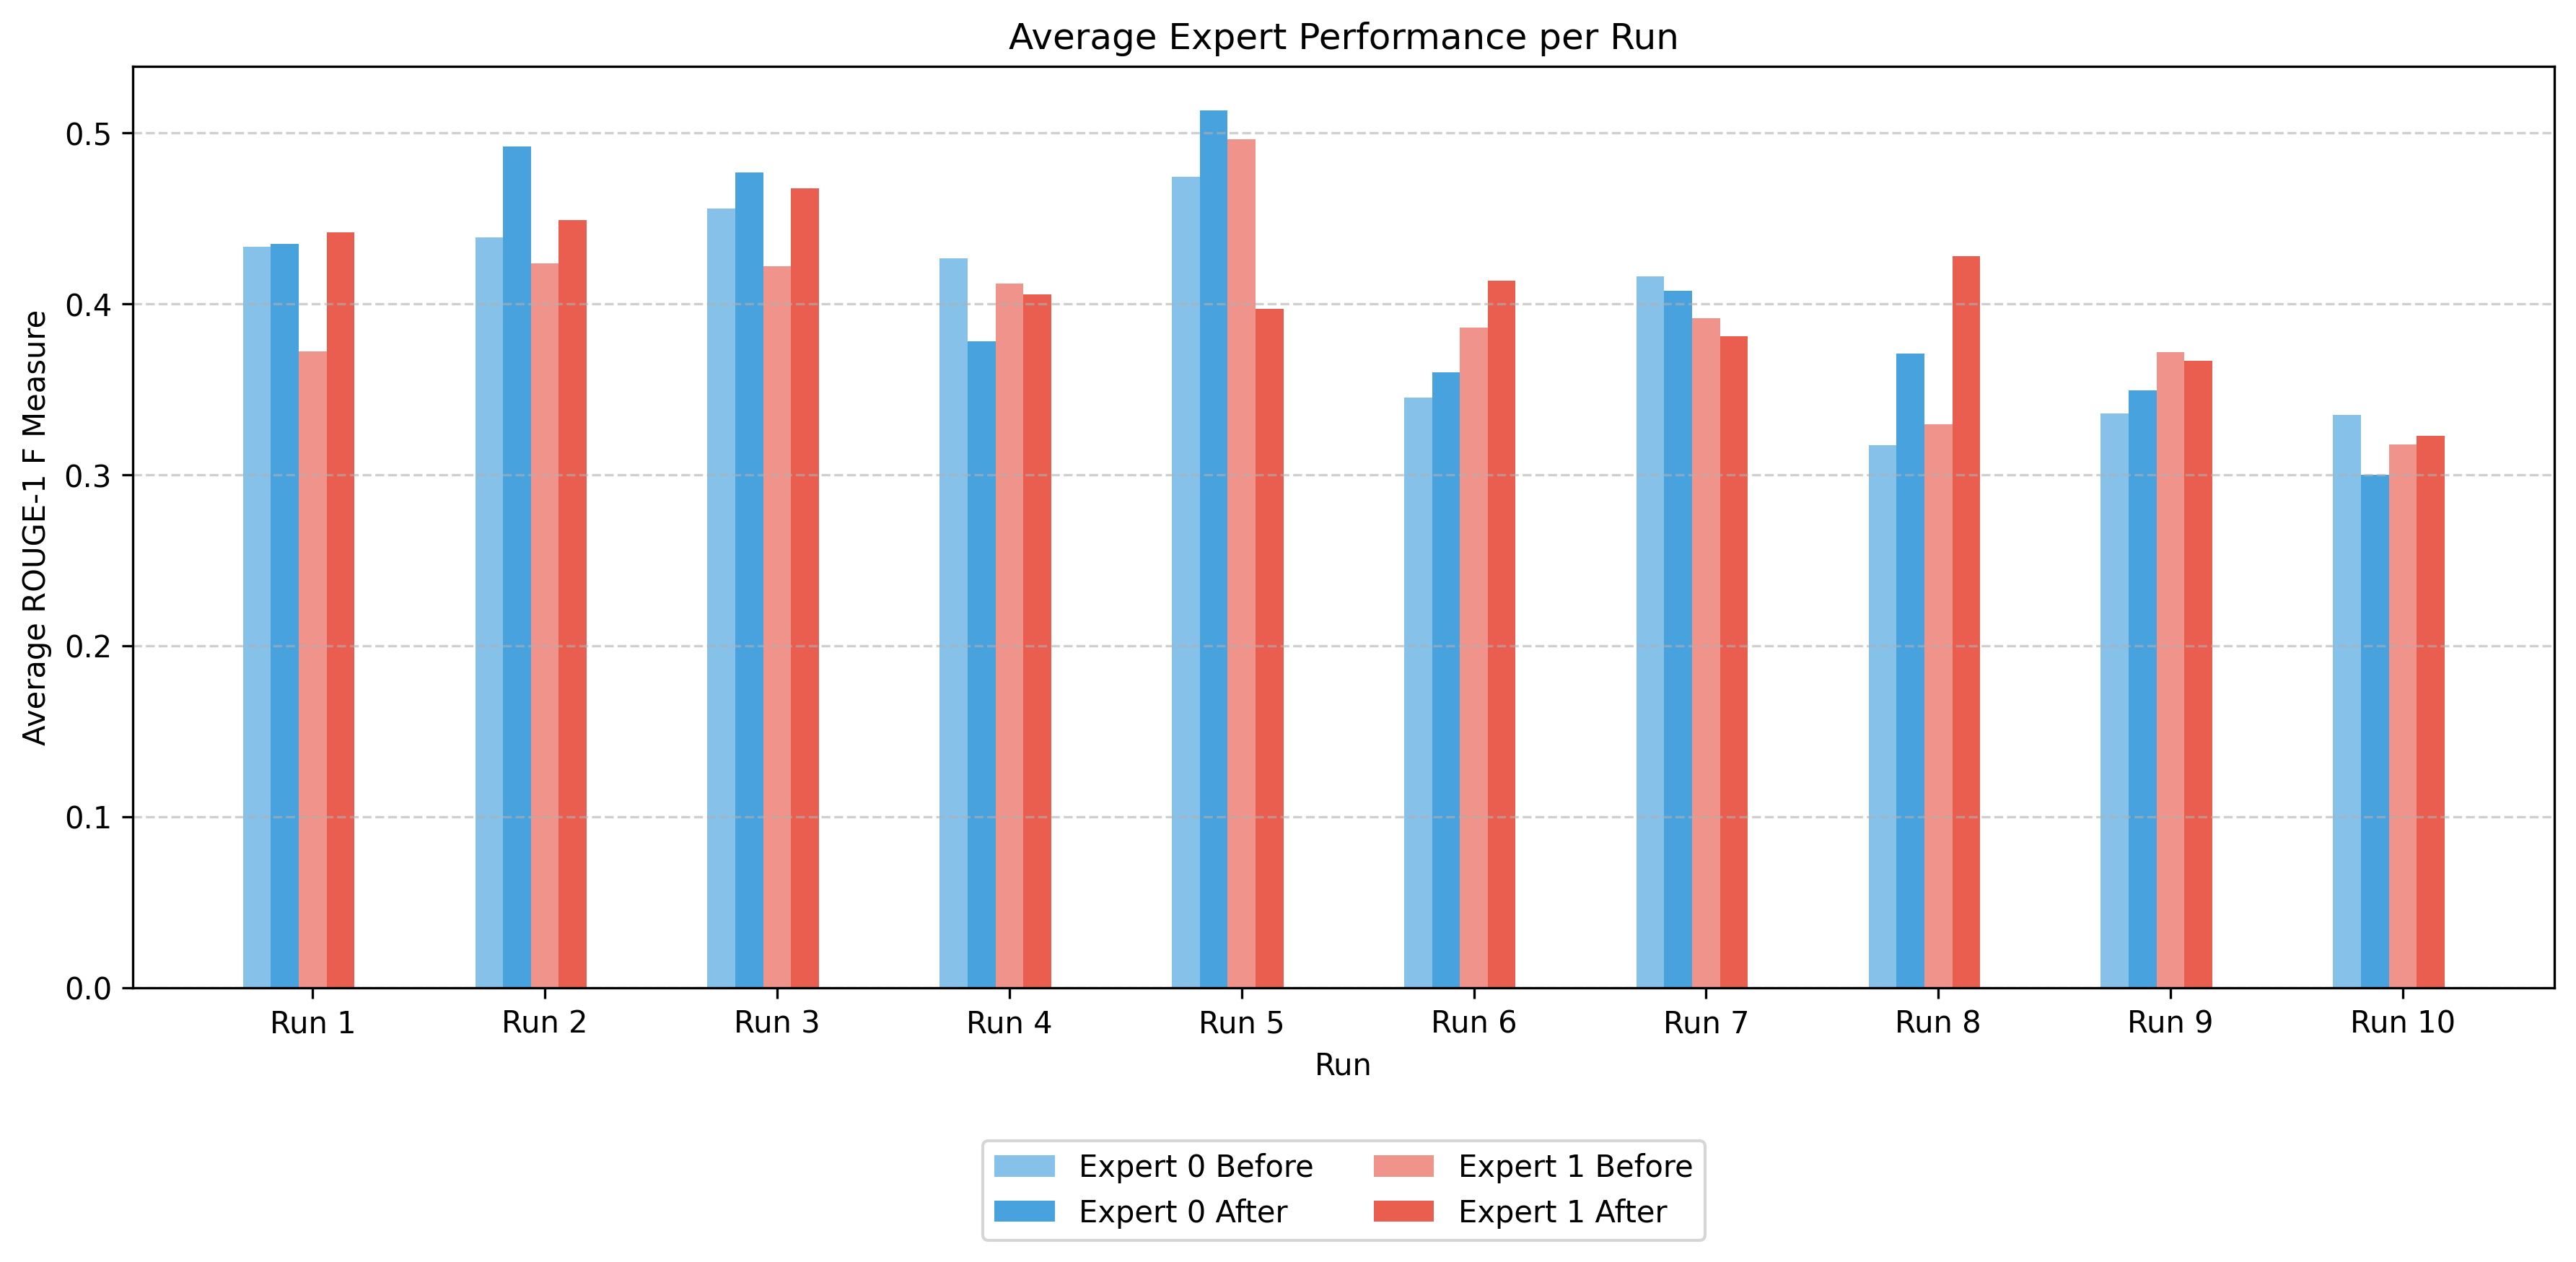 Average Expert Performance per Run
Average ROUGE-1 F Measure
0.5
0.4
0.3
0.2
0.1
0.0
Run 1 Run 2 Run 3 Run 4 Run 5 Run 6 Run 7 Run 8 Run 9 Run 10
Run
Expert 0 Before Expert 1 Before
Expert 0 After Expert 1 After